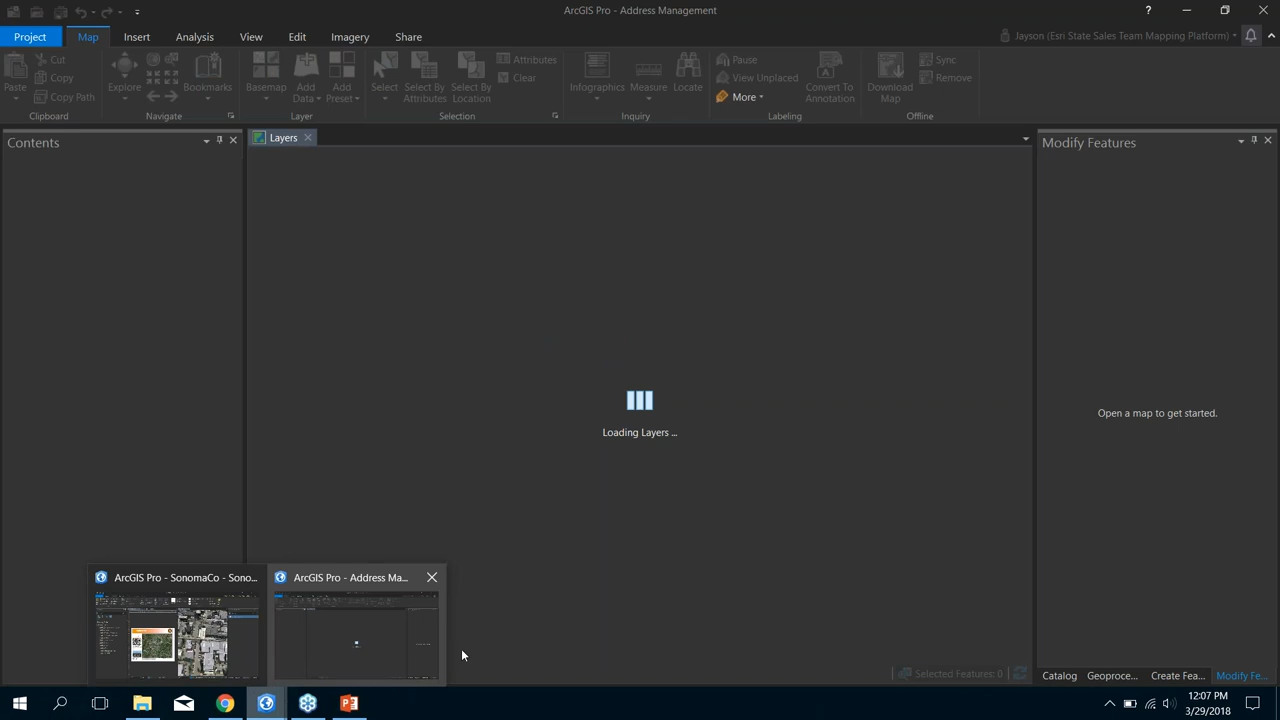 ArcGIS Pro - Address Management
?
Project Map Insert Analysis View Edit Imagery Share
Jayson (Esri State Sales Team Mapping Platform)
Paste
Cut
Copy
Copy Path
Clipboard
Explore
Bookmarks
Navigate
Basemap
Add Data
Add Preset
Layer
Select
Select By Attributes
Select By Location
Attributes
Clear
Selection
Infographics
Measure
Locate
Inquiry
Pause
View Unplaced
More
Convert To Annotation
Labeling
Download Map
Sync
Remove
Offline
Contents
Layers
Modify Features
Loading Layers ...
Open a map to get started.
ArcGIS Pro - SonomaCo - Sono...
ArcGIS Pro - Address Ma...
Selected Features: 0
Catalog Geoproce... Create Fea... Modify Fe...
12:07 PM
3/29/2018